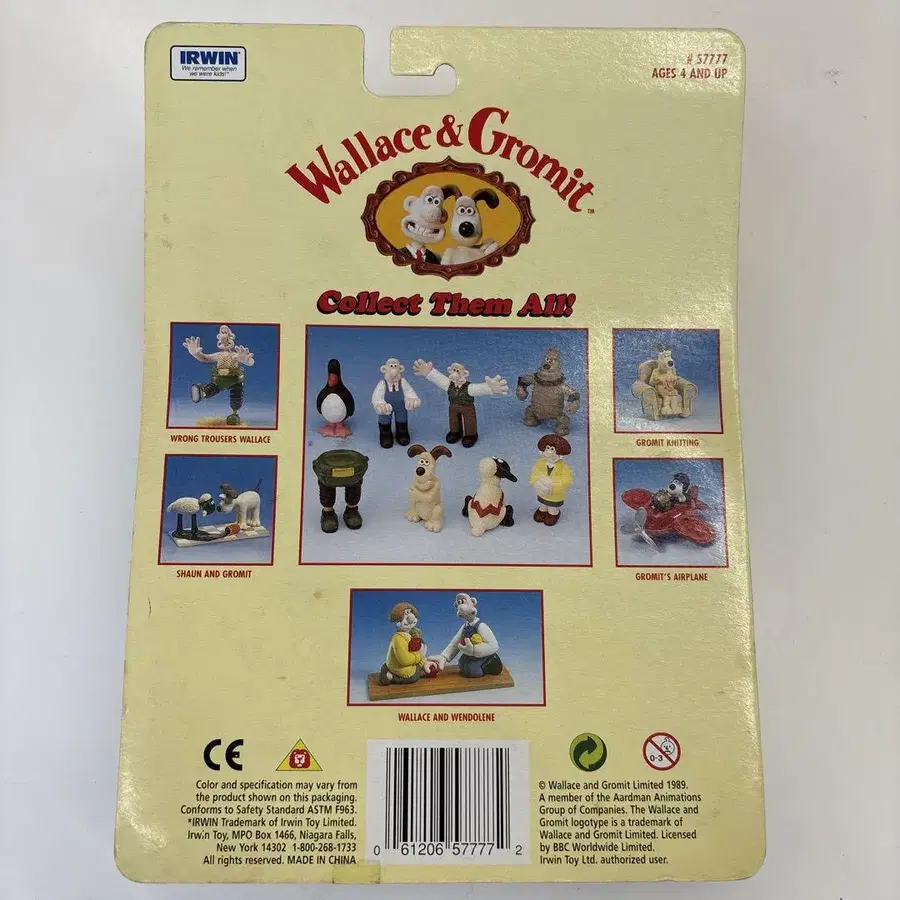 IRWIN
We remember when
we were kids!™
# 57777
AGES 4 AND UP
Wallace & Gromit™
Collect Them All!
WRONG TROUSERS WALLACE
GROMIT KNITTING
SHAUN AND GROMIT
GROMIT'S AIRPLANE
WALLACE AND WENDOLENE
CE
0-3
Color and specification may vary from
the product shown on this packaging.
Conforms to Safety Standard ASTM F963.
*IRWIN Trademark of Irwin Toy Limited.
Irwin Toy, MPO Box 1466, Niagara Falls,
New York 14302 1-800-268-1733
All rights reserved. MADE IN CHINA
0 61206 57777 2
© Wallace and Gromit Limited 1989.
A member of the Aardman Animations
Group of Companies. The Wallace and
Gromit logotype is a trademark of
Wallace and Gromit Limited. Licensed
by BBC Worldwide Limited.
Irwin Toy Ltd. authorized user.